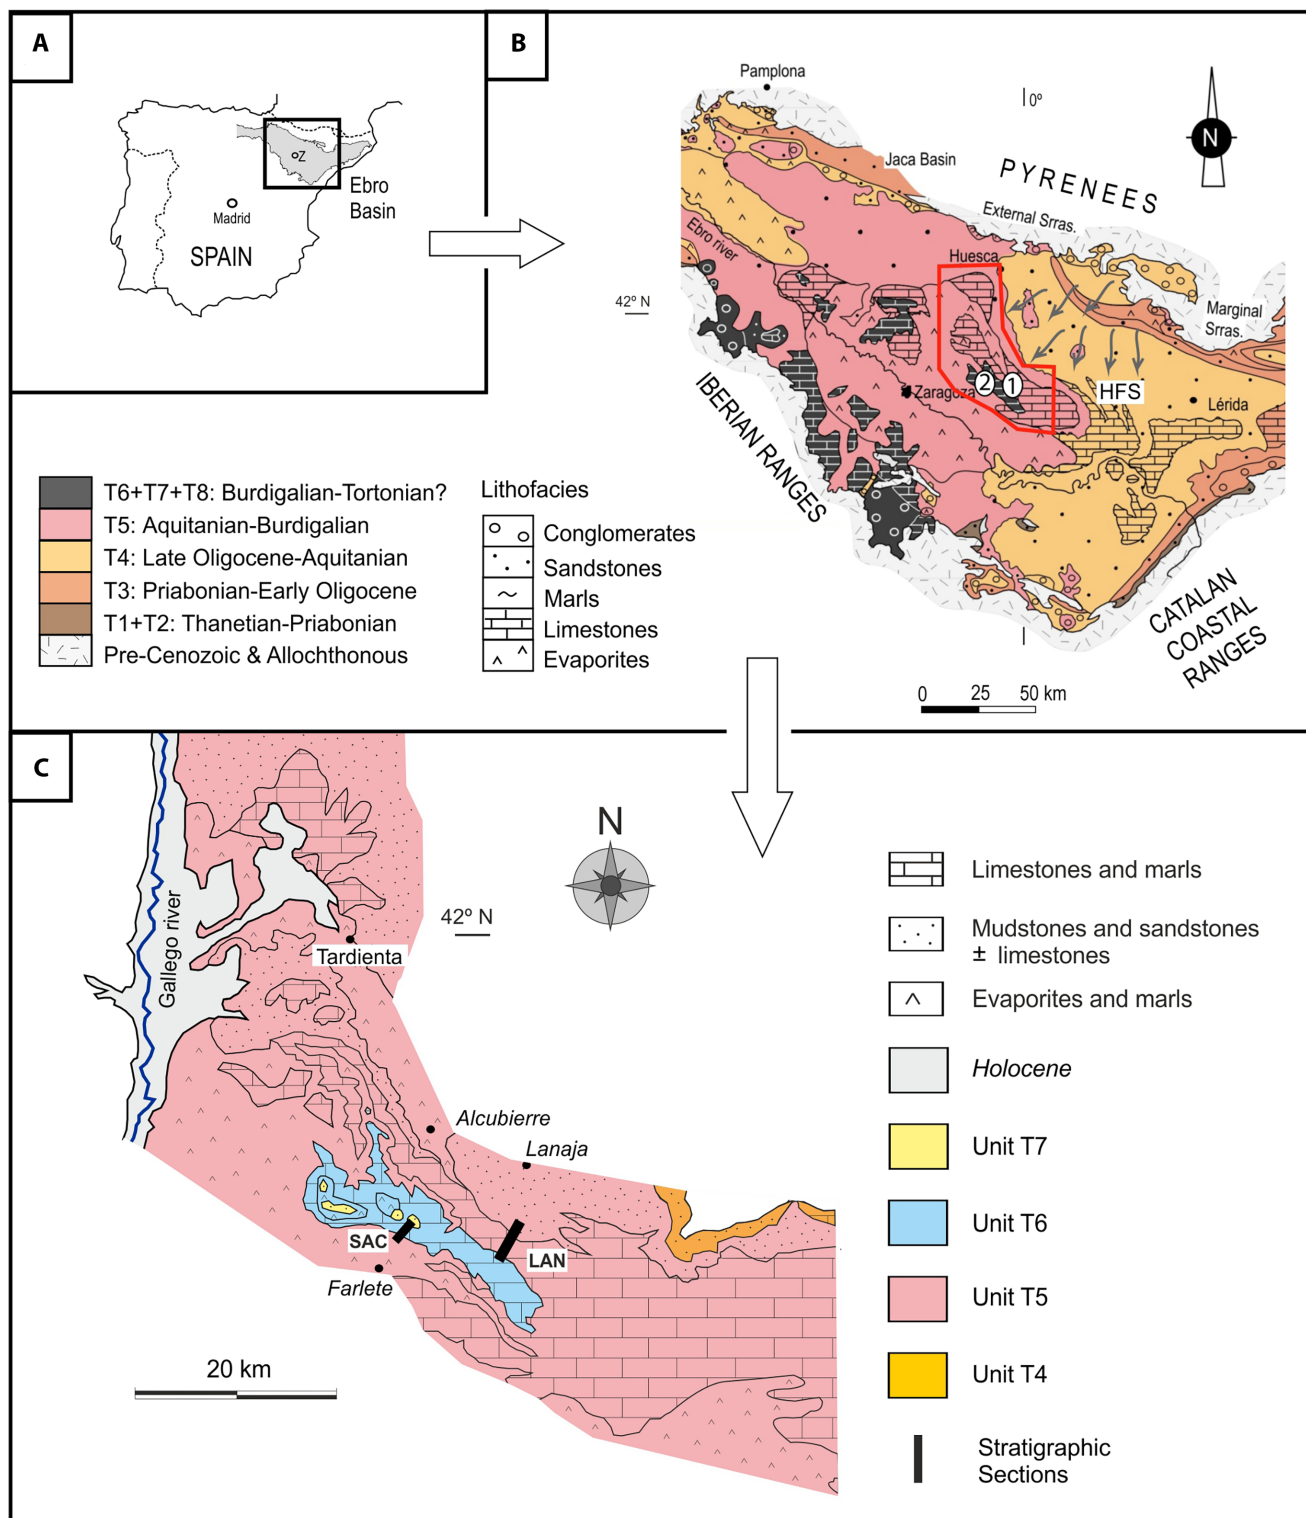 A
Z
Madrid
SPAIN
Ebro
Basin
B
Pamplona
0º
N
Jaca Basin
PYRENEES
External Srras.
Ebro river
Huesca
42º N
Marginal
Srras.
Zaragoza
2
1
HFS
Lérida
IBERIAN RANGES
CATALAN
COASTAL
RANGES
0 25 50 km
T6+T7+T8: Burdigalian-Tortonian?
T5: Aquitanian-Burdigalian
T4: Late Oligocene-Aquitanian
T3: Priabonian-Early Oligocene
T1+T2: Thanetian-Priabonian
Pre-Cenozoic & Allochthonous
Lithofacies
Conglomerates
Sandstones
Marls
Limestones
Evaporites
C
Gallego river
N
42º N
Tardienta
Alcubierre
Lanaja
SAC
LAN
Farlete
20 km
Limestones and marls
Mudstones and sandstones
± limestones
Evaporites and marls
Holocene
Unit T7
Unit T6
Unit T5
Unit T4
Stratigraphic
Sections